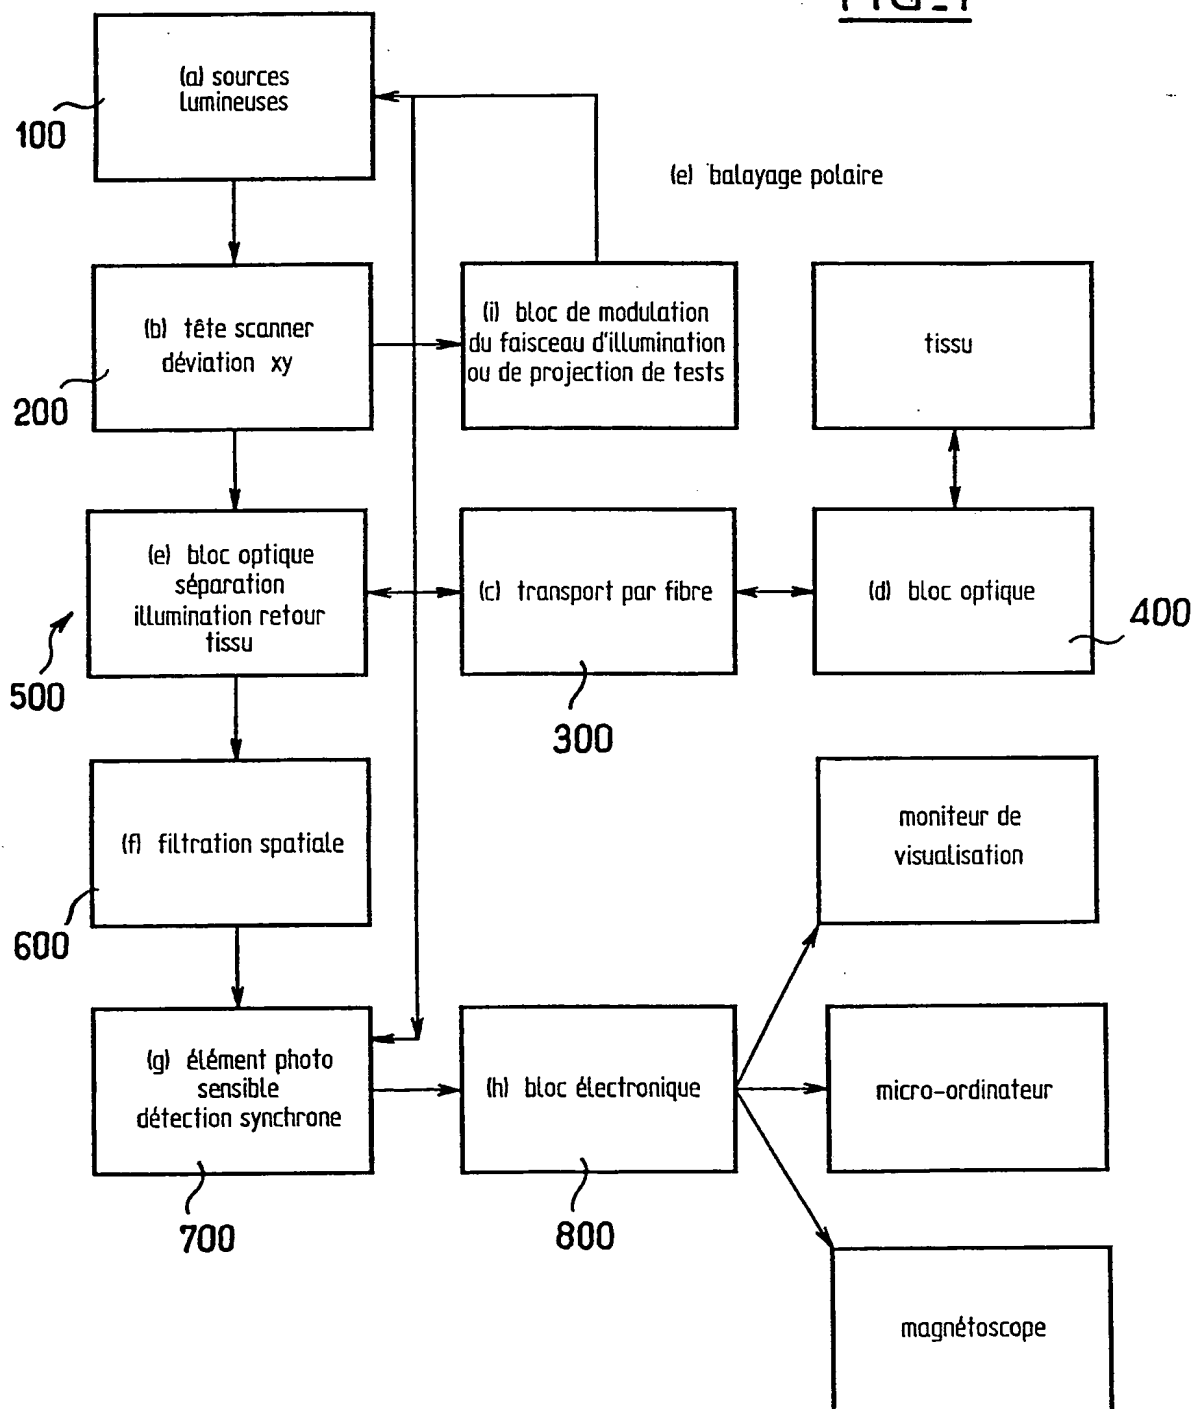 FIG_1
(a) sources
lumineuses
100
(e) balayage polaire
(b) tête scanner
déviation xy
200
(i) bloc de modulation
du faisceau d'illumination
ou de projection de tests
tissu
(e) bloc optique
séparation
illumination retour
tissu
500
(c) transport par fibre
300
(d) bloc optique
400
(f) filtration spatiale
600
moniteur de
visualisation
(g) élément photo
sensible
détection synchrone
700
(h) bloc électronique
800
micro-ordinateur
magnétoscope